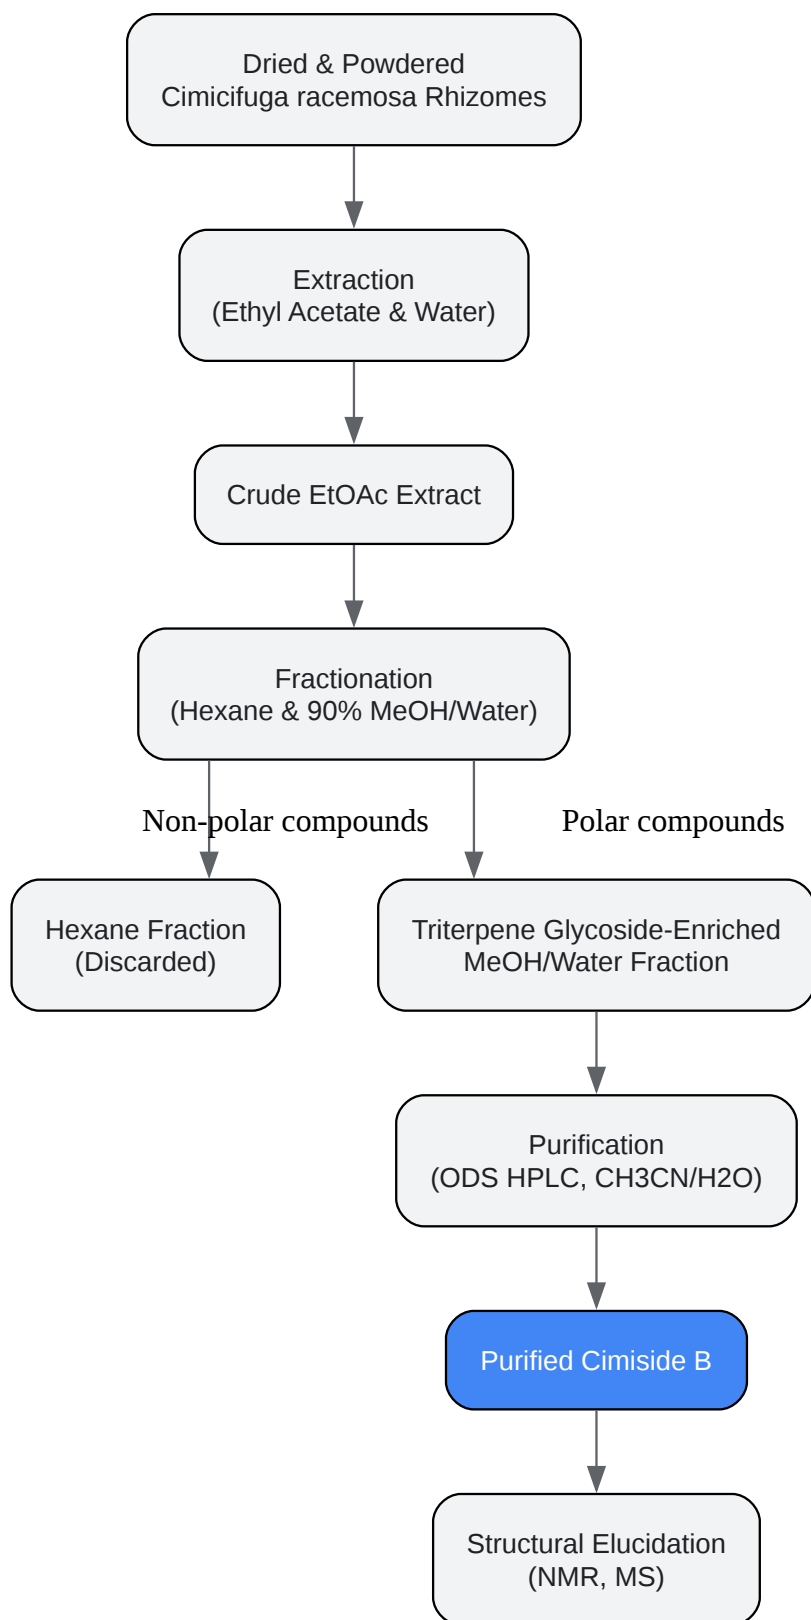 Dried & Powdered
Cimicifuga racemosa Rhizomes
Extraction
(Ethyl Acetate & Water)
Crude EtOAc Extract
Fractionation
(Hexane & 90% MeOH/Water)
Non-polar compounds
Polar compounds
Hexane Fraction
(Discarded)
Triterpene Glycoside-Enriched
MeOH/Water Fraction
Purification
(ODS HPLC, CH3CN/H2O)
Purified Cimiside B
Structural Elucidation
(NMR, MS)